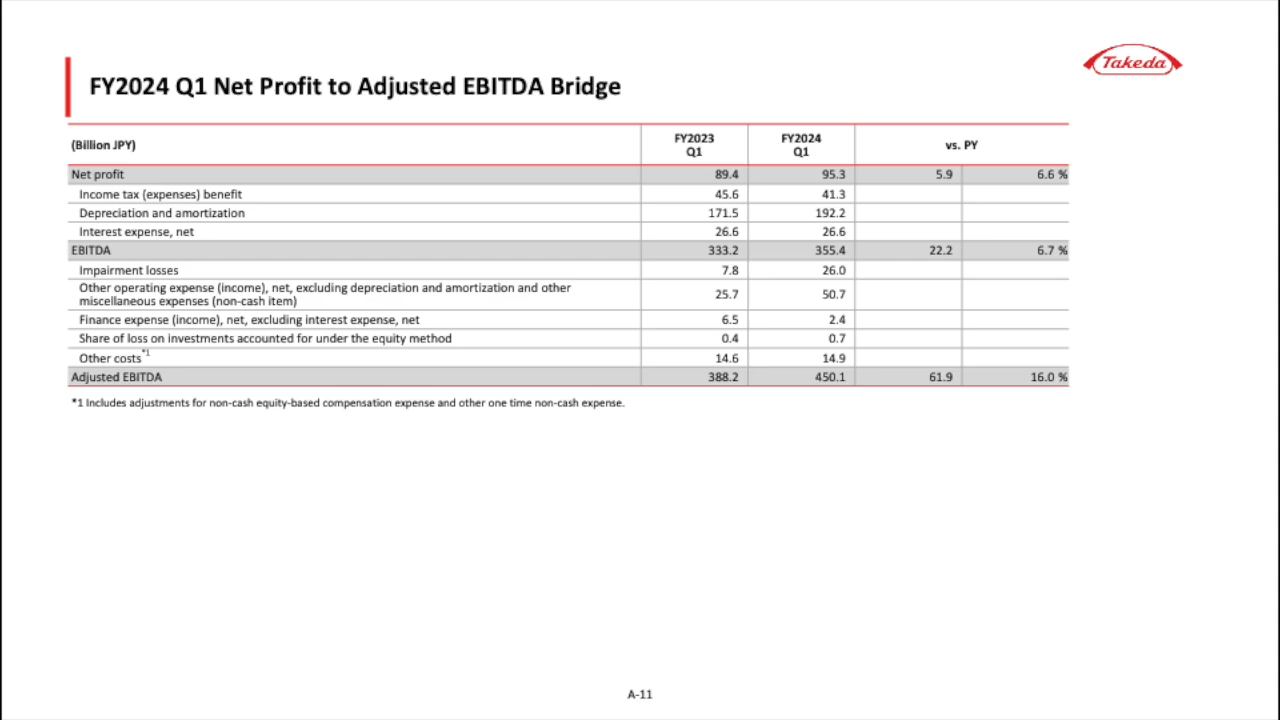 Takeda
FY2024 Q1 Net Profit to Adjusted EBITDA Bridge
(Billion JPY) FY2023 Q1 FY2024 Q1 vs. PY
Net profit 89.4 95.3 5.9 6.6 %
Income tax (expenses) benefit 45.6 41.3
Depreciation and amortization 171.5 192.2
Interest expense, net 26.6 26.6
EBITDA 333.2 355.4 22.2 6.7 %
Impairment losses 7.8 26.0
Other operating expense (income), net, excluding depreciation and amortization and other
miscellaneous expenses (non-cash item) 25.7 50.7
Finance expense (income), net, excluding interest expense, net 6.5 2.4
Share of loss on investments accounted for under the equity method 0.4 0.7
Other costs*1 14.6 14.9
Adjusted EBITDA 388.2 450.1 61.9 16.0 %
*1 Includes adjustments for non-cash equity-based compensation expense and other one time non-cash expense.
A-11